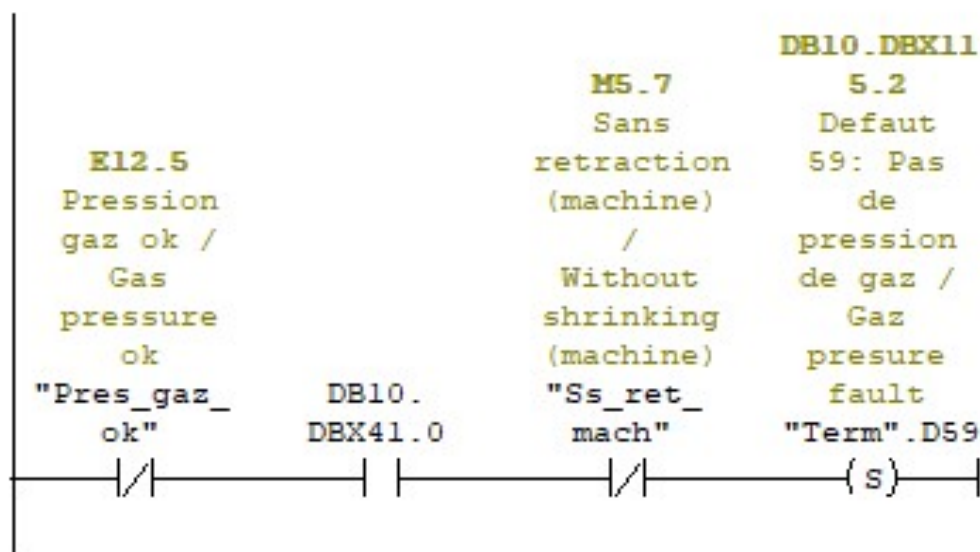 E12.5
Pression
gaz ok /
Gas
pressure
ok
"Pres_gaz_
ok"
DB10.
DBX41.0
M5.7
Sans
retraction
(machine)
/
Without
shrinking
(machine)
"Ss_ret_
mach"
DB10.DBX11
5.2
Defaut
59: Pas
de
pression
de gaz /
Gaz
presure
fault
"Term".D59
S